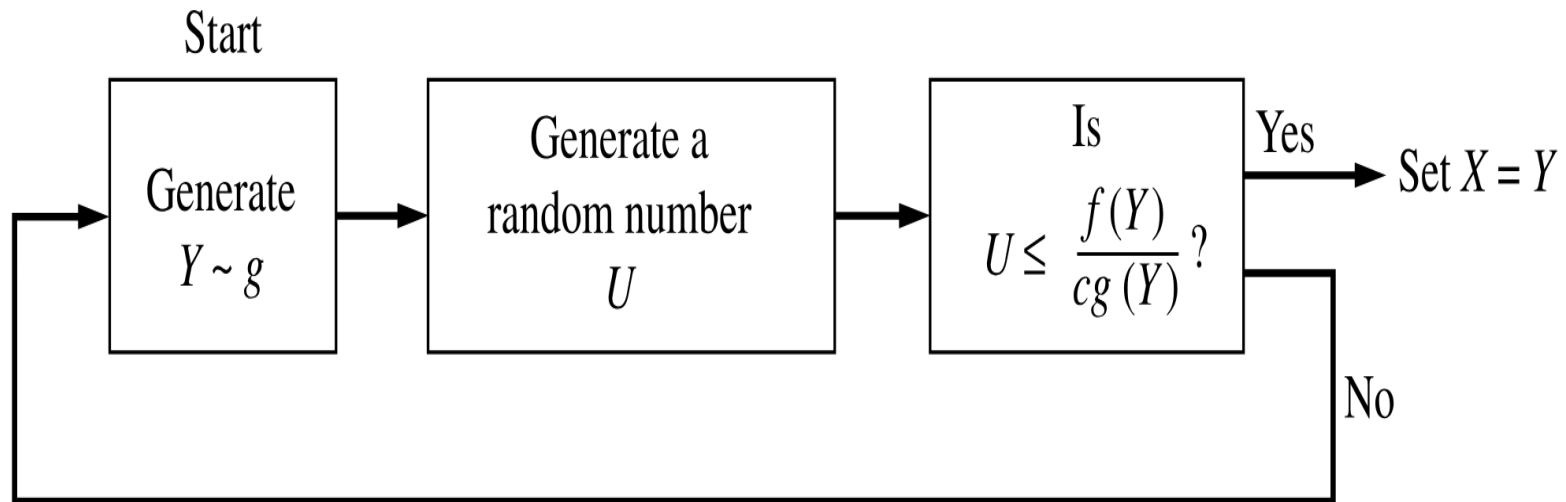 Start
Generate
Y ~ g
Generate a
random number
U
Is
U ≤ f(Y) / cg(Y) ?
Yes
Set X = Y
No